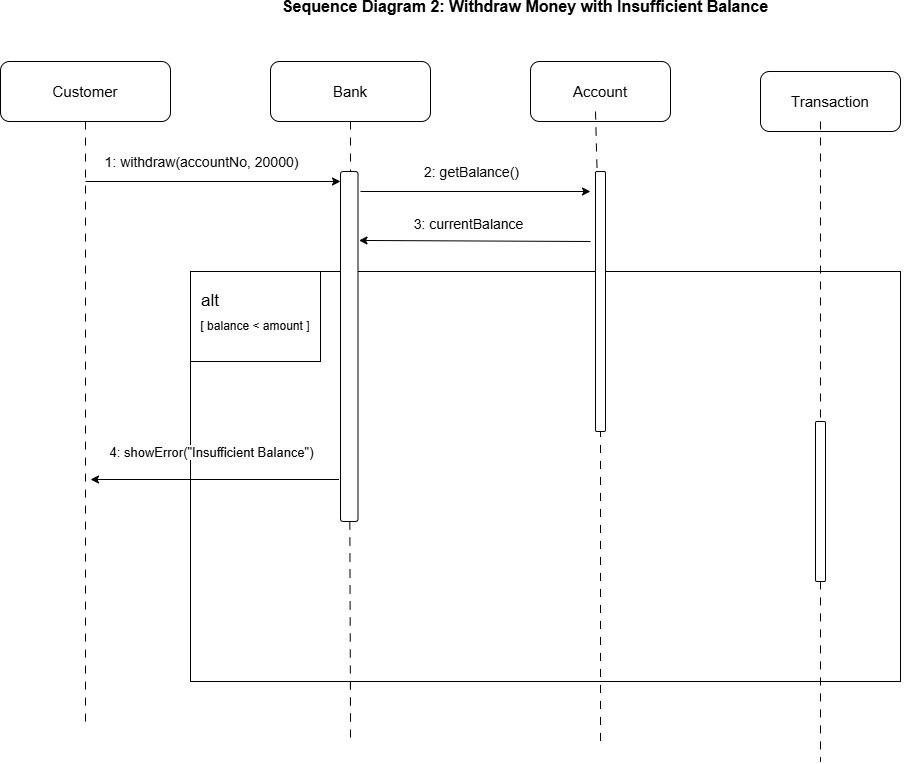 Sequence Diagram 2: Withdraw Money with Insufficient Balance
Customer
Bank
Account
Transaction
1: withdraw(accountNo, 20000)
2: getBalance()
3: currentBalance
alt
[ balance < amount ]
4: showError("Insufficient Balance")